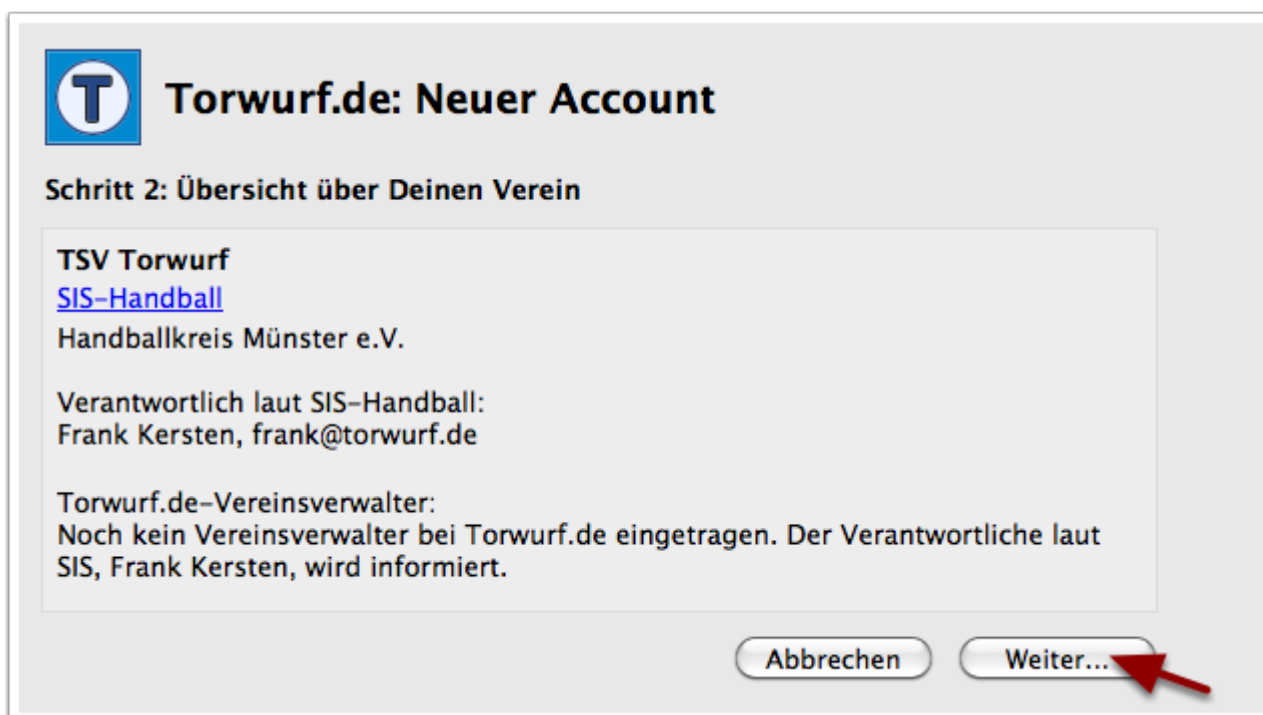 T
Torwurf.de: Neuer Account
Schritt 2: Übersicht über Deinen Verein
TSV Torwurf
SIS-Handball
Handballkreis Münster e.V.
Verantwortlich laut SIS-Handball:
Frank Kersten, frank@torwurf.de
Torwurf.de-Vereinsverwalter:
Noch kein Vereinsverwalter bei Torwurf.de eingetragen. Der Verantwortliche laut
SIS, Frank Kersten, wird informiert.
Abbrechen
Weiter...